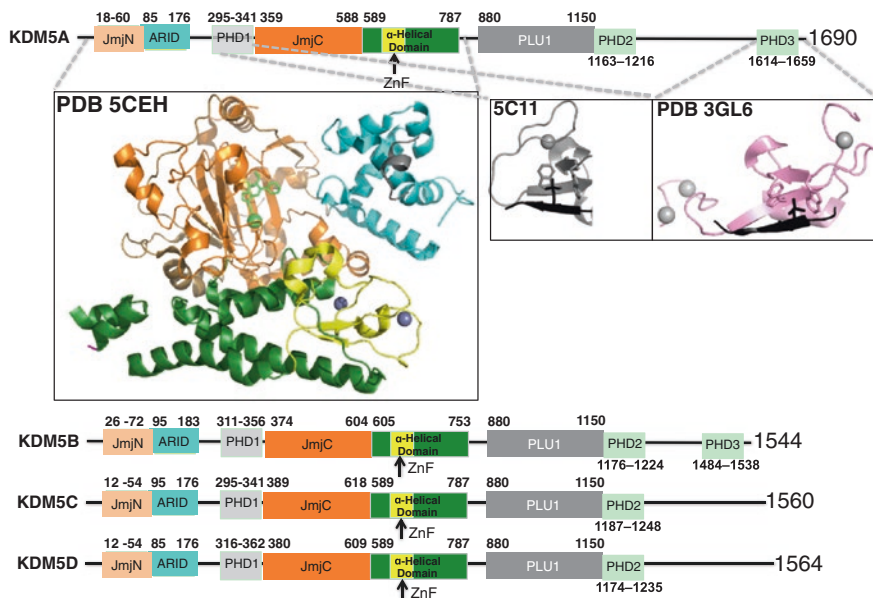 18-60 85 176 295-341 359 588 589 787 880 1150
KDM5A JmjN ARID PHD1 JmjC α-Helical Domain PLU1 PHD2 PHD3 1690
ZnF 1163–1216 1614–1659
PDB 5CEH 5C11 PDB 3GL6
26 -72 95 183 311-356 374 604 605 753 880 1150
KDM5B JmjN ARID PHD1 JmjC α-Helical Domain PLU1 PHD2 PHD3 1544
ZnF 1176–1224 1484–1538
12 -54 95 176 295-341 389 618 589 787 880 1150
KDM5C JmjN ARID PHD1 JmjC α-Helical Domain PLU1 PHD2 1560
ZnF 1187–1248
12 -54 85 176 316-362 380 609 589 787 880 1150
KDM5D JmjN ARID PHD1 JmjC α-Helical Domain PLU1 PHD2 1564
ZnF 1174–1235